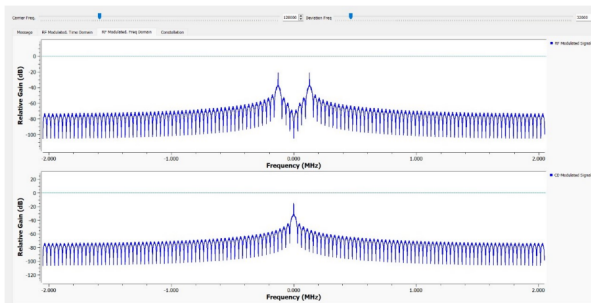 Center Freq. 100000 Deviation Freq 32000
Message RF Modulated, Time Domain RF Modulated, Freq Domain Constellation
RF Modulated Signal
0
-20
-40
-60
-80
-100
Relative Gain (dB)
-2.000 -1.000 0.000 1.000 2.000
Frequency (MHz)
CE Modulated Signal
20
0
-20
-40
-60
-80
-100
-120
Relative Gain (dB)
-2.000 -1.000 0.000 1.000 2.000
Frequency (MHz)